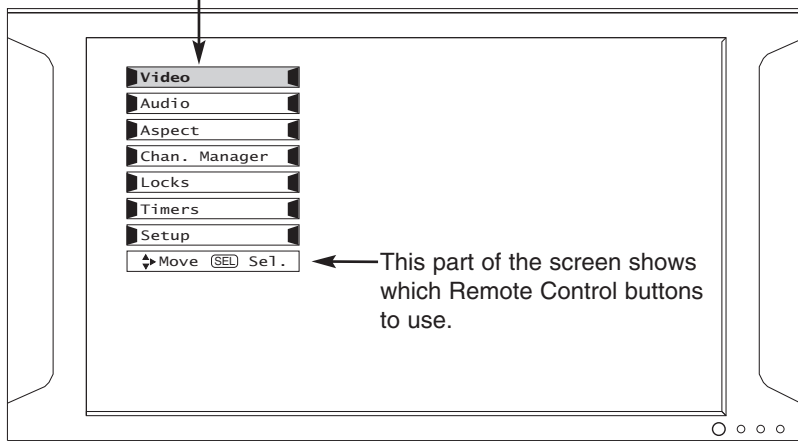 Video
Audio
Aspect
Chan. Manager
Locks
Timers
Setup
Move SEL Sel.
This part of the screen shows
which Remote Control buttons
to use.